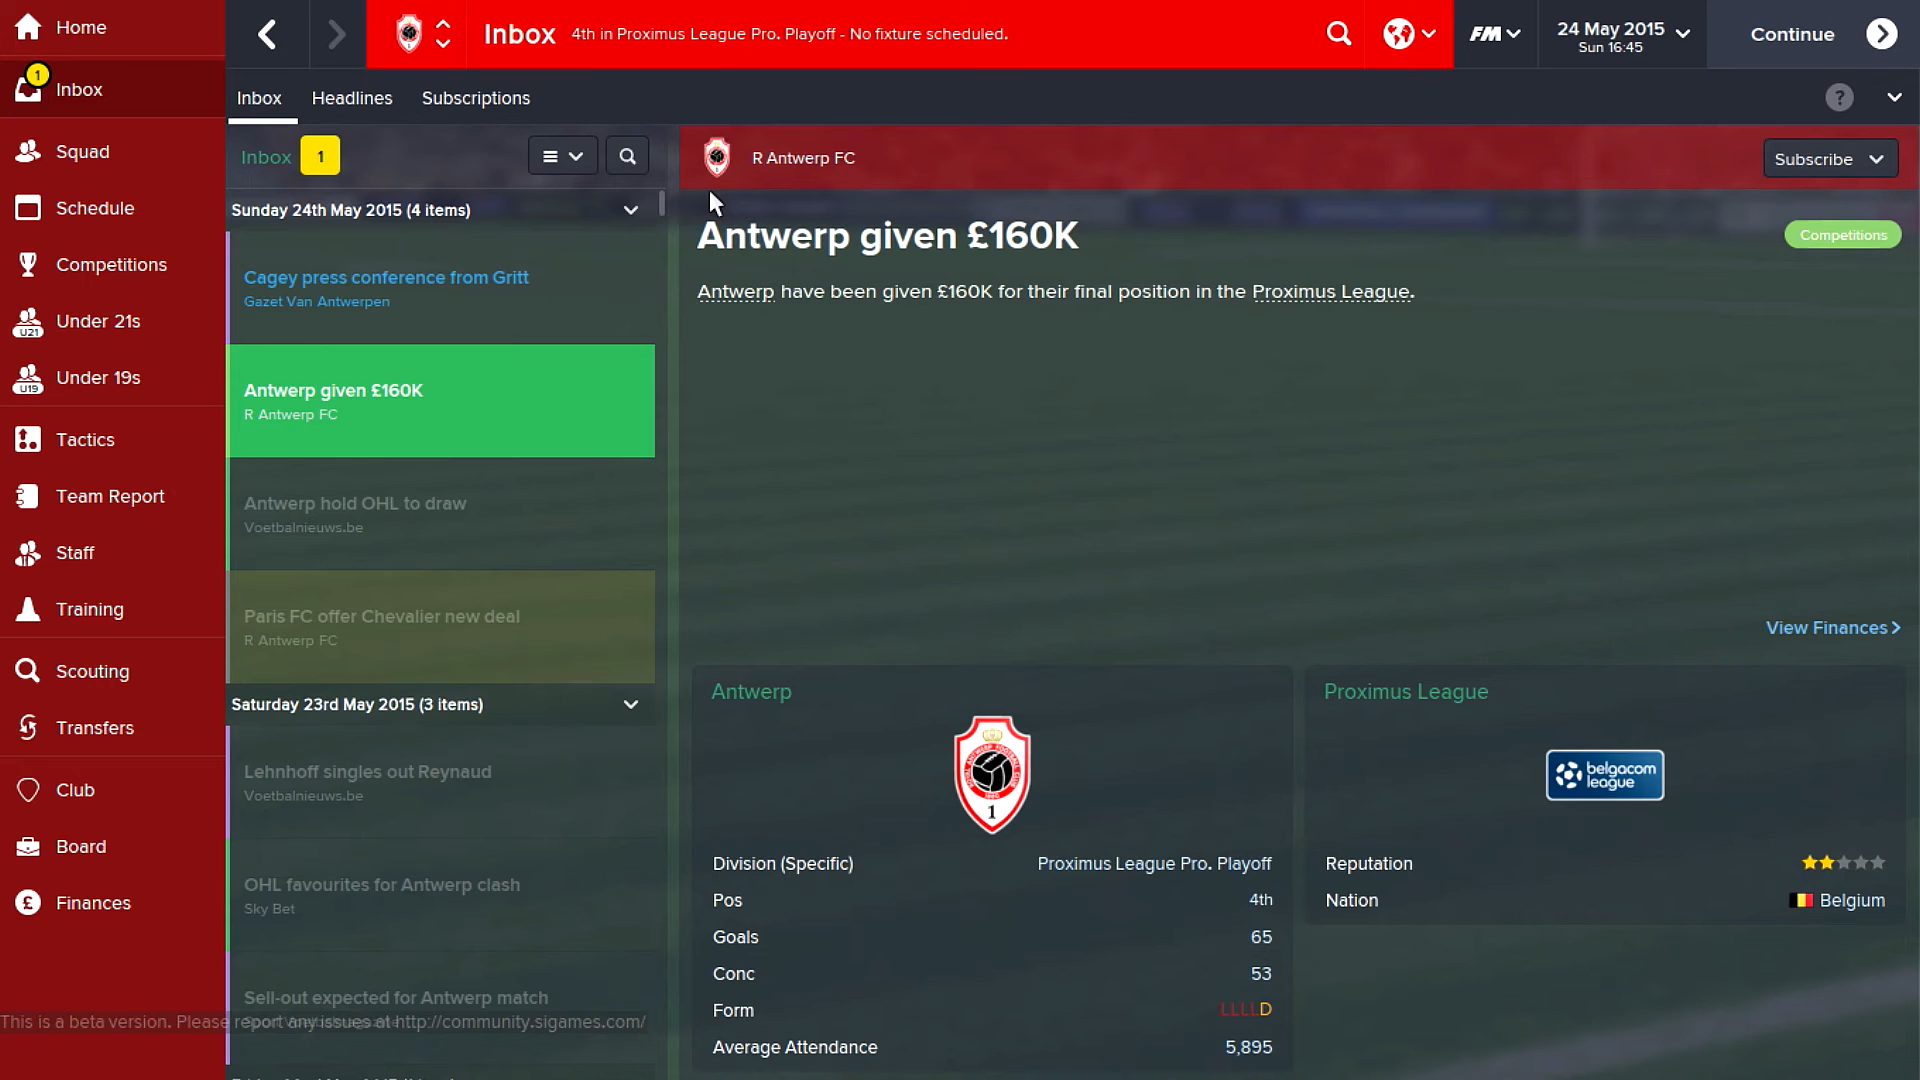 Home
Inbox 4th in Proximus League Pro. Playoff - No fixture scheduled.
FM
24 May 2015
Sun 16:45
Continue
1
Inbox
Inbox Headlines Subscriptions
?
Squad
Schedule
Competitions
U21 Under 21s
U19 Under 19s
Tactics
Team Report
Staff
Training
Scouting
Transfers
Club
Board
£ Finances
Inbox 1
Sunday 24th May 2015 (4 items)
Cagey press conference from Gritt
Gazet Van Antwerpen
Antwerp given £160K
R Antwerp FC
Antwerp hold OHL to draw
Voetbalnieuws.be
Paris FC offer Chevalier new deal
R Antwerp FC
Saturday 23rd May 2015 (3 items)
Lehnhoff singles out Reynaud
Voetbalnieuws.be
OHL favourites for Antwerp clash
Sky Bet
Sell-out expected for Antwerp match
This is a beta version. Please report any issues at http://community.sigames.com/
R Antwerp FC
Subscribe
Antwerp given £160K
Competitions
Antwerp have been given £160K for their final position in the Proximus League.
View Finances
Antwerp
1
Division (Specific) Proximus League Pro. Playoff
Pos 4th
Goals 65
Conc 53
Form LLLLD
Average Attendance 5,895
Proximus League
belgacom
league
Reputation
Nation Belgium